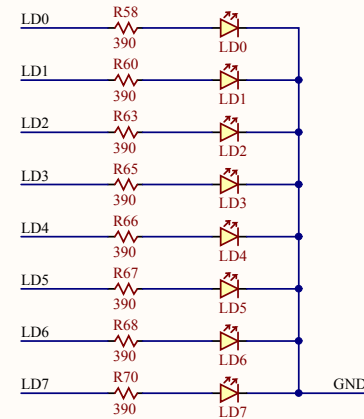 LD0 R58 390 LD0
LD1 R60 390 LD1
LD2 R63 390 LD2
LD3 R65 390 LD3
LD4 R66 390 LD4
LD5 R67 390 LD5
LD6 R68 390 LD6
LD7 R70 390 LD7 GND